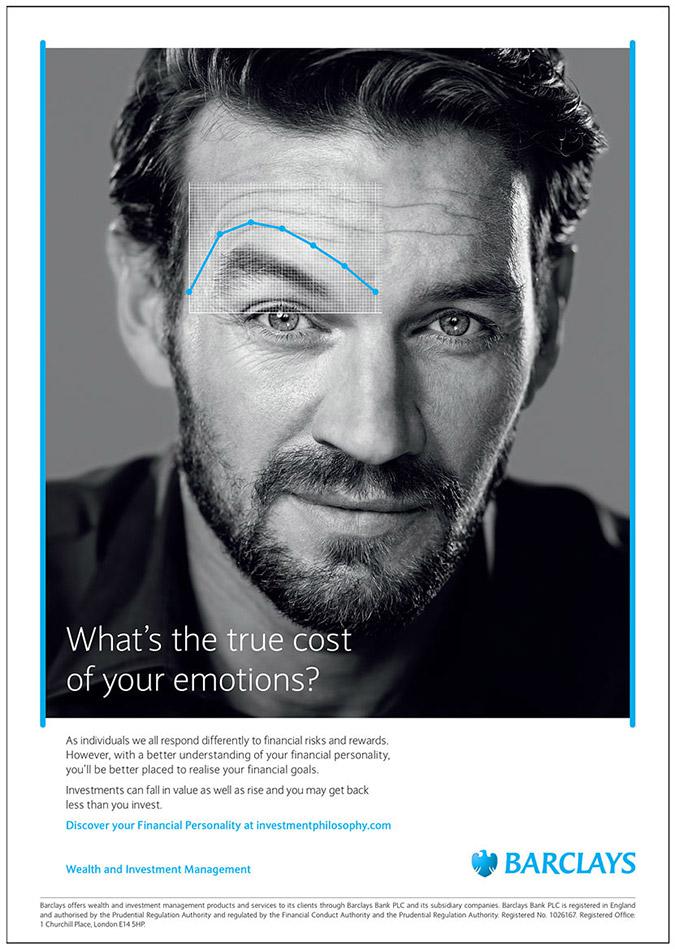 What's the true cost
of your emotions?
As individuals we all respond differently to financial risks and rewards.
However, with a better understanding of your financial personality,
you'll be better placed to realise your financial goals.
Investments can fall in value as well as rise and you may get back
less than you invest.
Discover your Financial Personality at investmentphilosophy.com
Wealth and Investment Management
BARCLAYS
Barclays offers wealth and investment management products and services to its clients through Barclays Bank PLC and its subsidiary companies. Barclays Bank PLC is registered in England
and authorised by the Prudential Regulation Authority and regulated by the Financial Conduct Authority and the Prudential Regulation Authority. Registered No. 1026167. Registered Office:
1 Churchill Place, London E14 5HP.